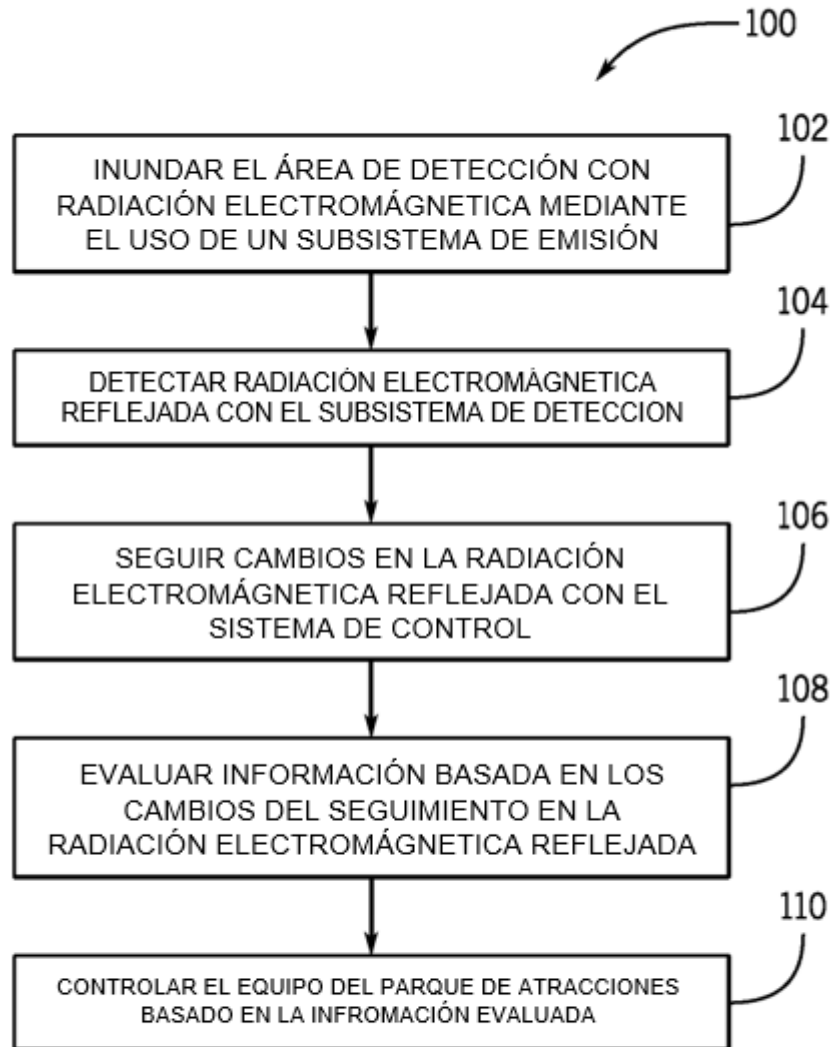 100
102
INUNDAR EL ÁREA DE DETECCIÓN CON
RADIACIÓN ELECTROMÁGNETICA MEDIANTE
EL USO DE UN SUBSISTEMA DE EMISIÓN
104
DETECTAR RADIACIÓN ELECTROMÁGNETICA
REFLEJADA CON EL SUBSISTEMA DE DETECCION
106
SEGUIR CAMBIOS EN LA RADIACIÓN
ELECTROMÁGNETICA REFLEJADA CON EL
SISTEMA DE CONTROL
108
EVALUAR INFORMACIÓN BASADA EN LOS
CAMBIOS DEL SEGUIMIENTO EN LA
RADIACIÓN ELECTROMÁGNETICA REFLEJADA
110
CONTROLAR EL EQUIPO DEL PARQUE DE ATRACCIONES
BASADO EN LA INFROMACIÓN EVALUADA